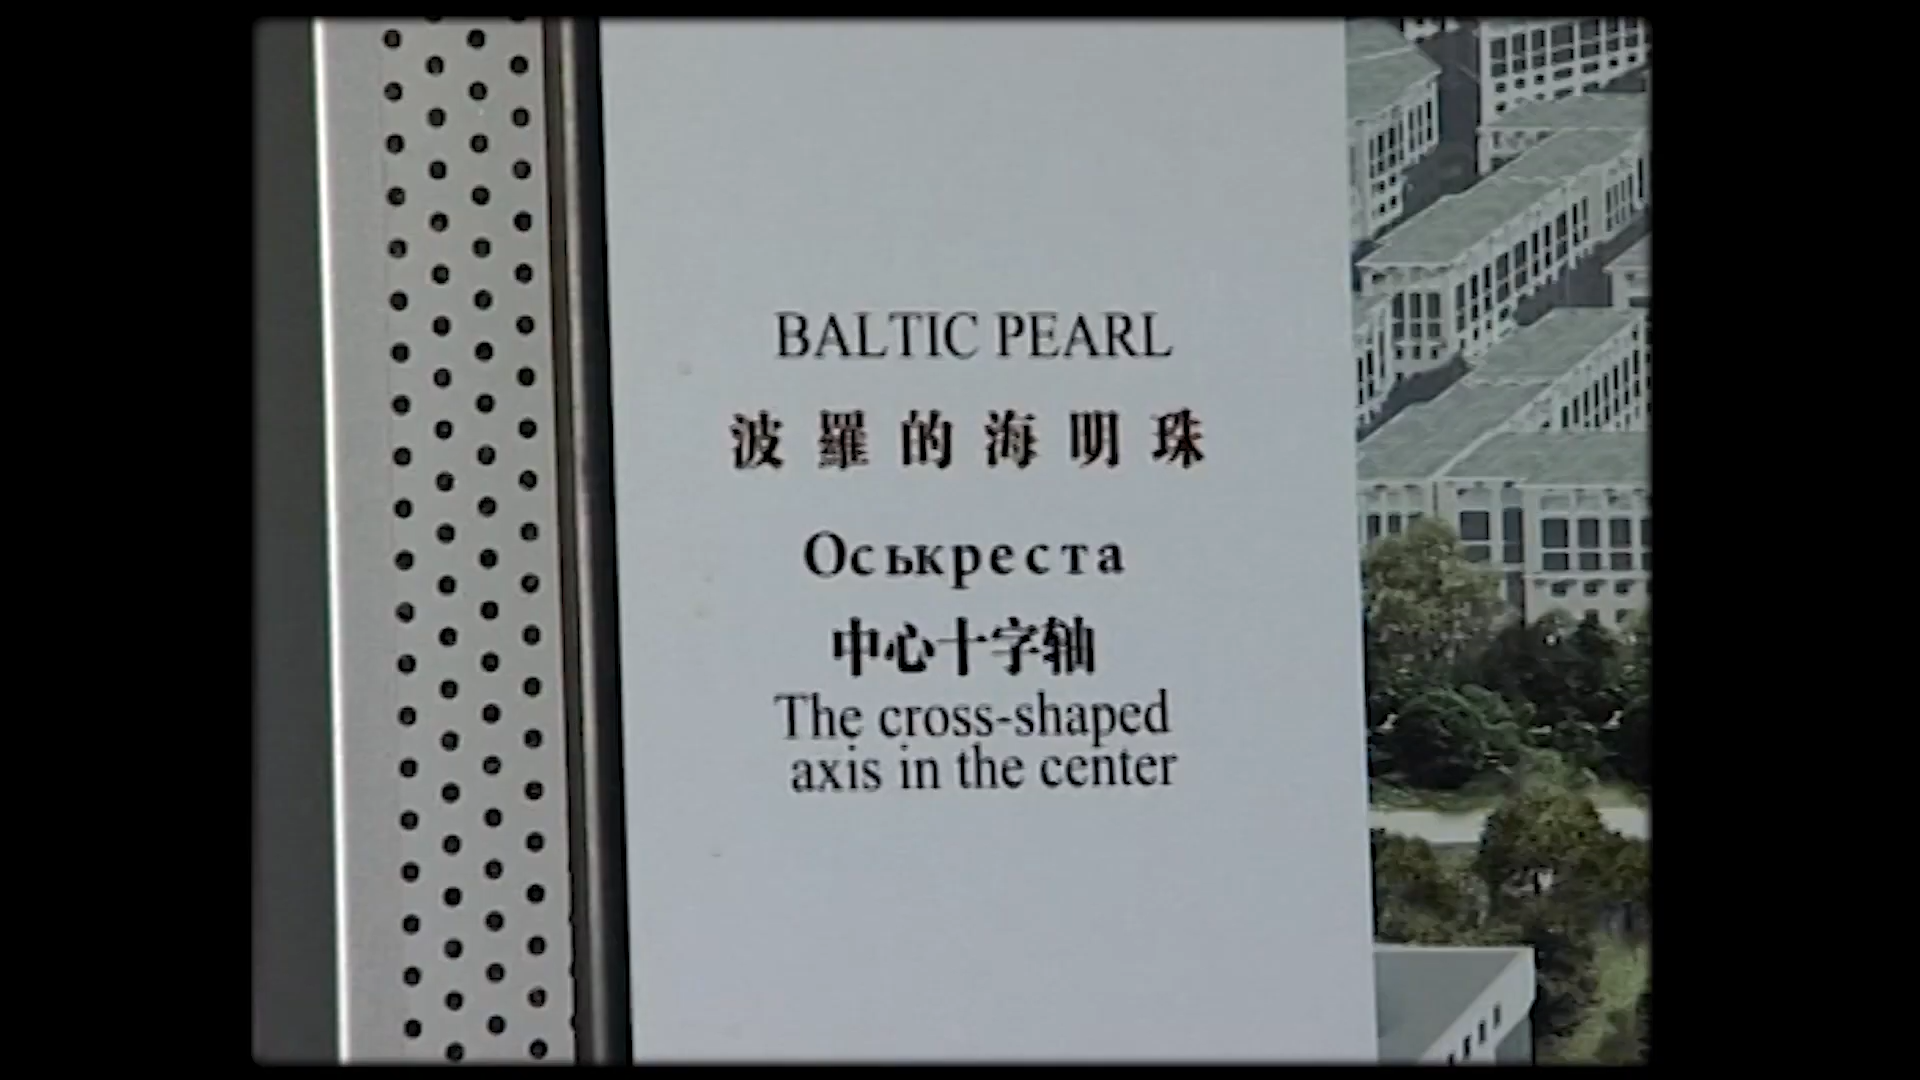 BALTIC PEARL
波羅的海明珠
Оськреста
中心十字轴
The cross-shaped
axis in the center